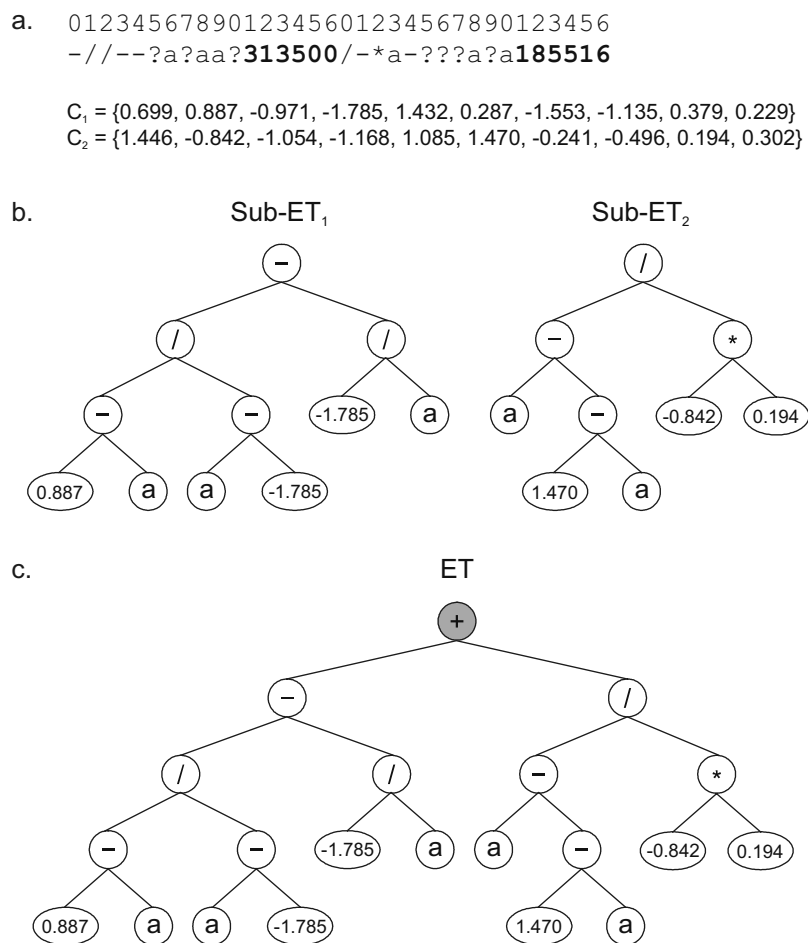 a.
0123456789012345601234567890123456
-//--?a?aa?313500/-*a-???a?a185516
C₁ = {0.699, 0.887, -0.971, -1.785, 1.432, 0.287, -1.553, -1.135, 0.379, 0.229}
C₂ = {1.446, -0.842, -1.054, -1.168, 1.085, 1.470, -0.241, -0.496, 0.194, 0.302}
b.
Sub-ET₁ Sub-ET₂
– /
/ / – *
– – -1.785 a a – -0.842 0.194
0.887 a a -1.785 1.470 a
c.
ET
+
– /
/ / – *
– – -1.785 a a – -0.842 0.194
0.887 a a -1.785 1.470 a